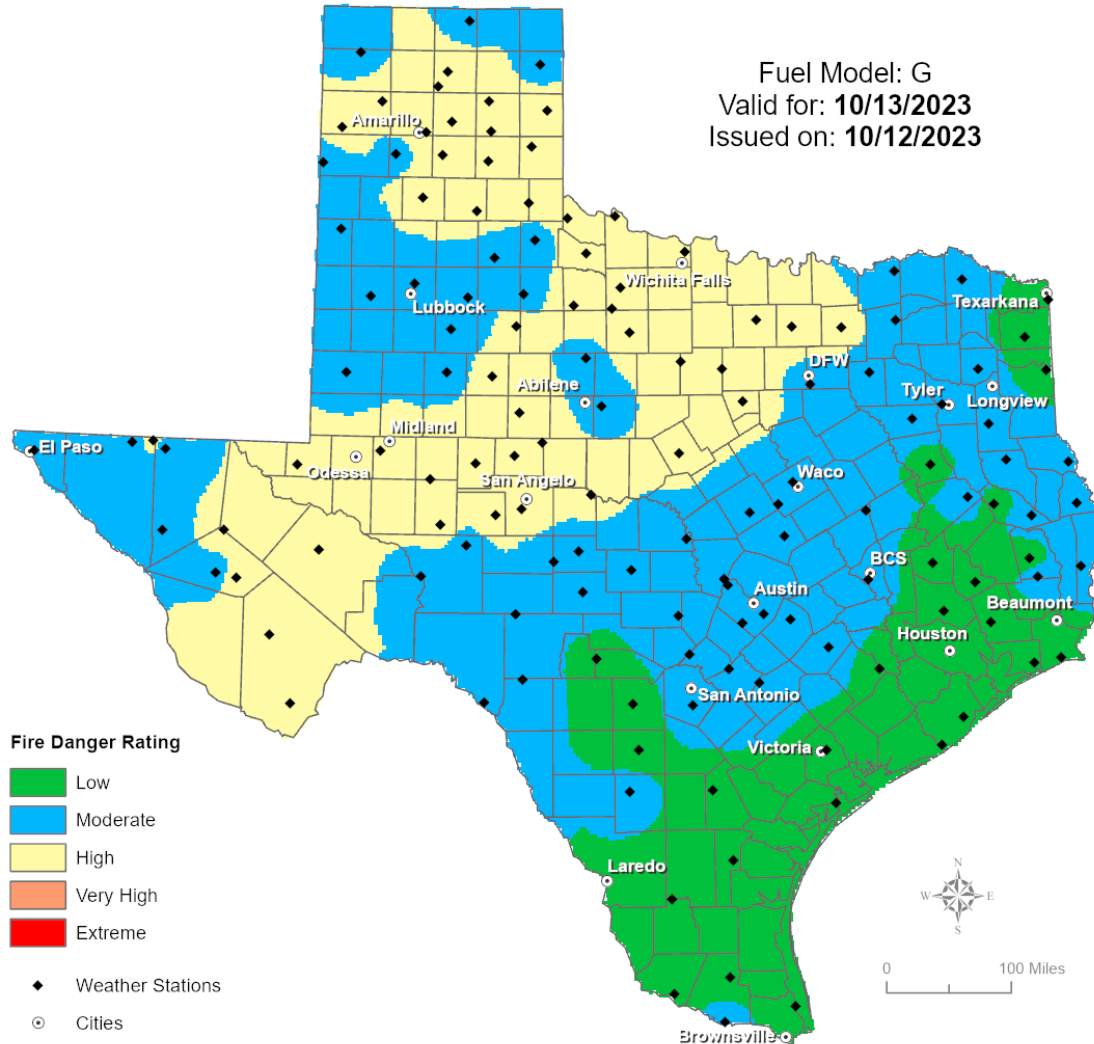 Fuel Model: G
Valid for: 10/13/2023
Issued on: 10/12/2023
Amarillo
Wichita Falls
Lubbock
Texarkana
DFW
Abilene
Tyler
Longview
Midland
El Paso
Odessa
San Angelo
Waco
BCS
Austin
Beaumont
Houston
San Antonio
Victoria
Laredo
Brownsville
Fire Danger Rating
Low
Moderate
High
Very High
Extreme
Weather Stations
Cities
N
W E
S
0 100 Miles